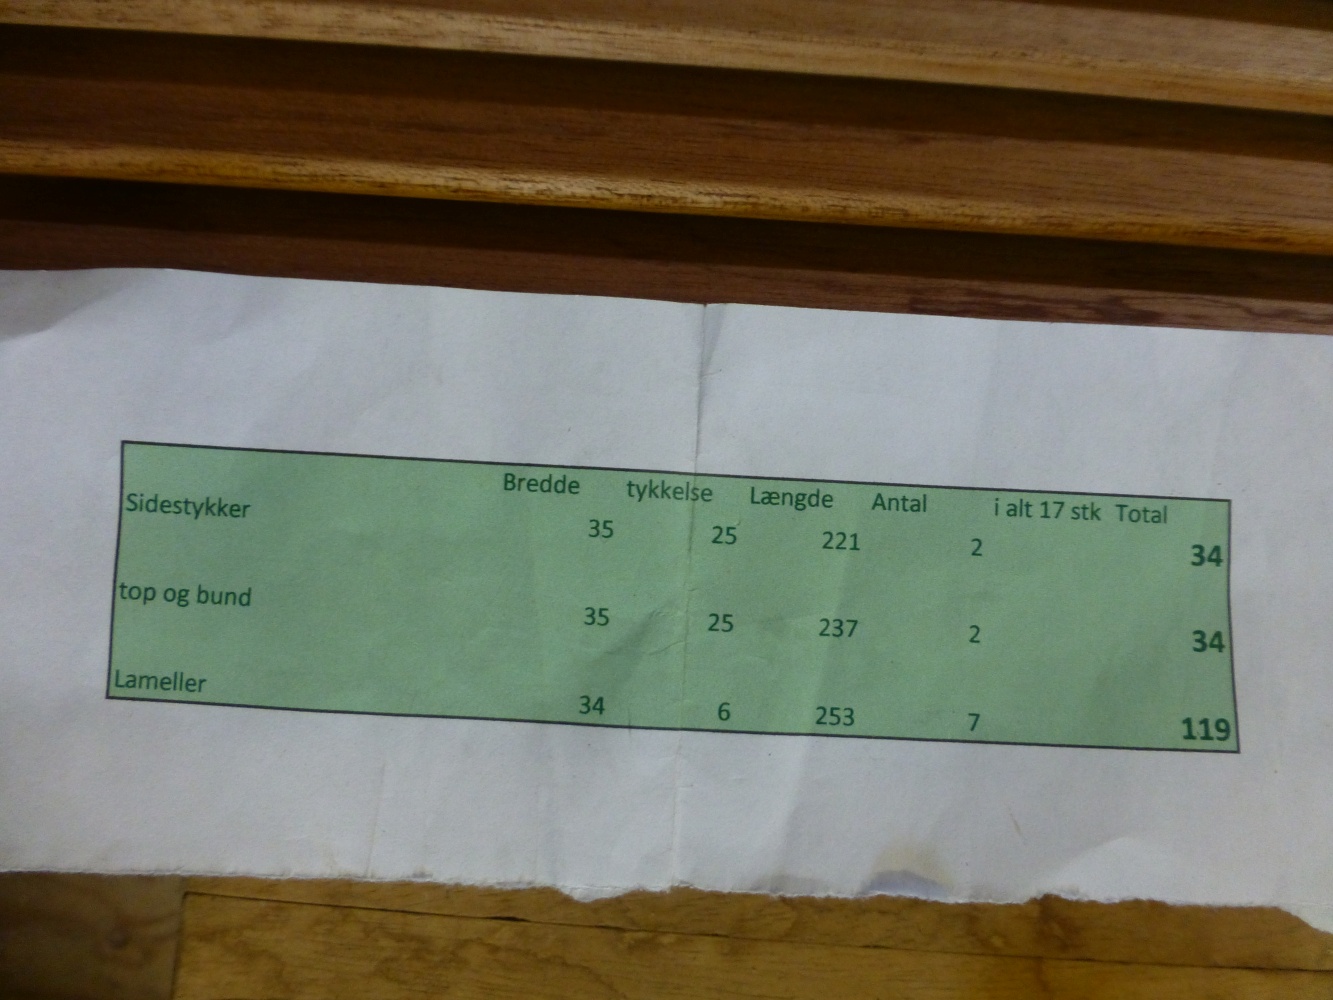 Bredde tykkelse Længde Antal i alt 17 stk Total
Sidestykker 35 25 221 2 34
top og bund 35 25 237 2 34
Lameller 34 6 253 7 119